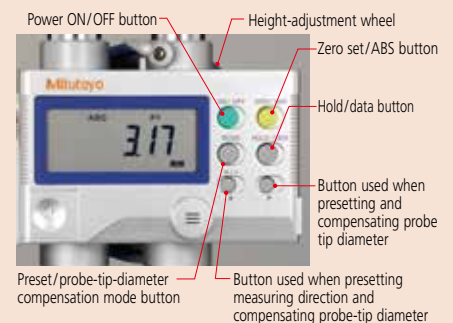 Power ON/OFF button
Height-adjustment wheel
Zero set/ABS button
Mitutoyo
Hold/data button
ABS
P1
3.17
mm
Button used when
presetting and
compensating probe
tip diameter
Preset/probe-tip-diameter
compensation mode button
Button used when presetting
measuring direction and
compensating probe-tip diameter